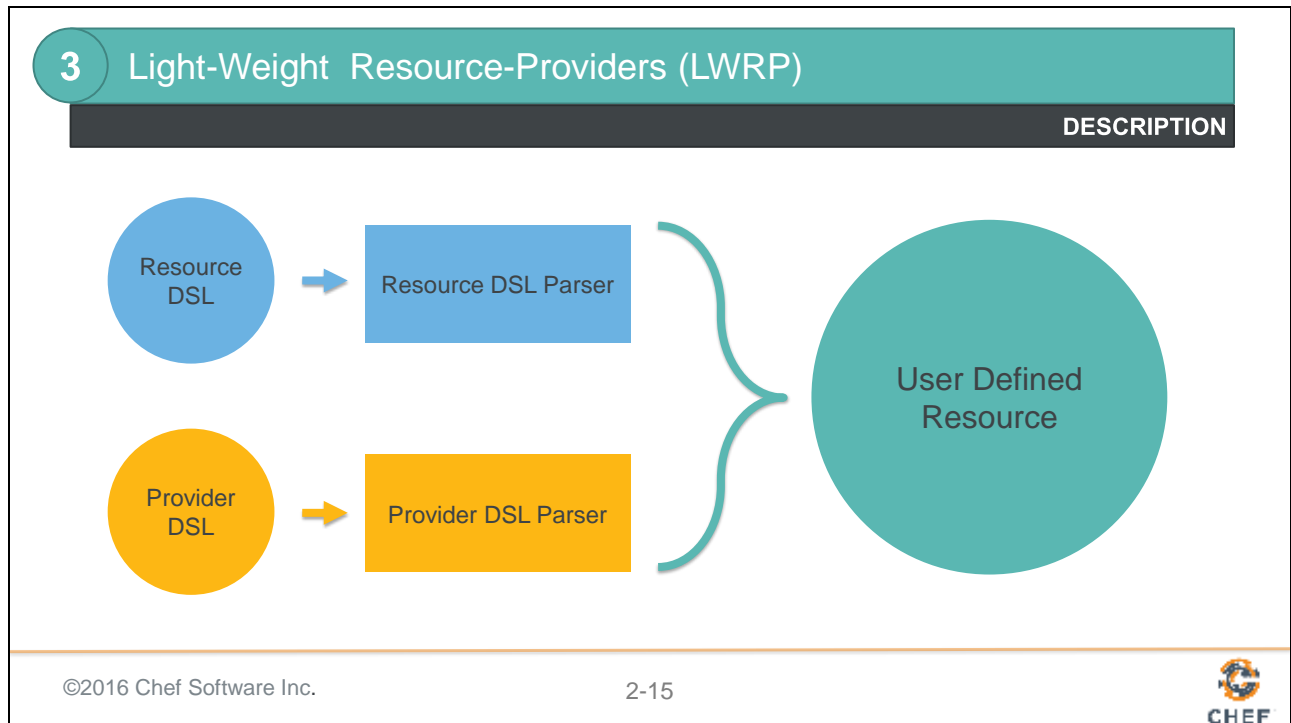 3 Light-Weight Resource-Providers (LWRP)
DESCRIPTION
Resource
DSL
Resource DSL Parser
Provider
DSL
Provider DSL Parser
User Defined
Resource
©2016 Chef Software Inc.
2-15
CHEF